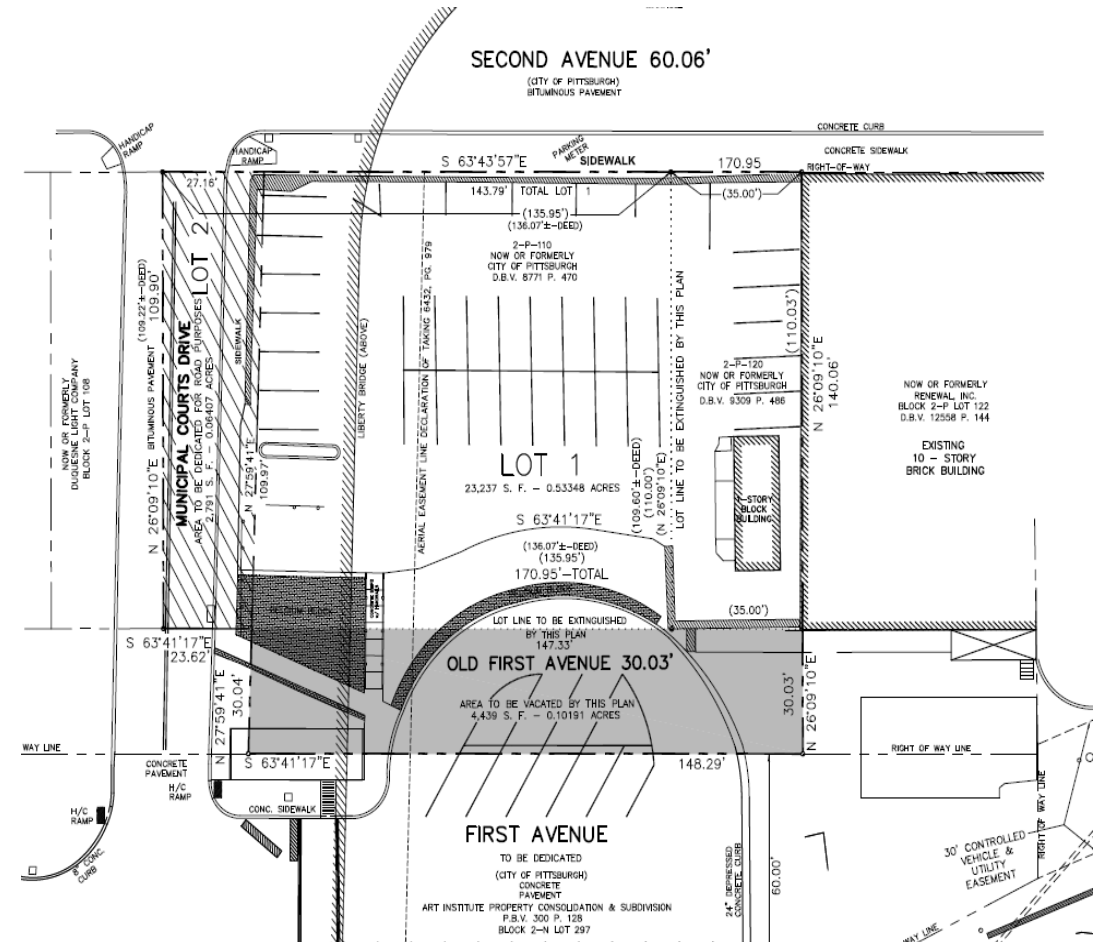 SECOND AVENUE 60.06'
(CITY OF PITTSBURGH)
BITUMINOUS PAVEMENT
CONCRETE CURB
HANDICAP
RAMP
HANDICAP
RAMP
PARKING
METER
CONCRETE SIDEWALK
S 63°43'57"E
SIDEWALK
170.95
RIGHT-OF-WAY
27.16'
143.79' TOTAL LOT 1
(35.00')
(135.95')
(136.07'±-DEED)
2-P-110
NOW OR FORMERLY
CITY OF PITTSBURGH
D.B.V. 8771 P. 470
NOW OR FORMERLY
DUQUESNE LIGHT COMPANY
BLOCK 2-P LOT 108
(109.22'±-DEED)
109.90'
N 26°09'10"E
BITUMINOUS PAVEMENT
MUNICIPAL COURTS DRIVE
AREA TO BE DEDICATED FOR ROAD PURPOSES
2,791 S. F. - 0.06407 ACRES
LOT 2
SIDEWALK
N 27°59'41"E
109.97'
LIBERTY BRIDGE (ABOVE)
AERIAL EASEMENT LINE DECLARATION OF TAKING 6432, PG. 979
LOT LINE TO BE EXTINGUISHED BY THIS PLAN
(109.60'±-DEED)
(110.00')
(N 26°09'10"E)
2-P-120
NOW OR FORMERLY
CITY OF PITTSBURGH
D.B.V. 9309 P. 486
(110.03')
N 26°09'10"E
140.06'
NOW OR FORMERLY
RENEWAL, INC.
BLOCK 2-P LOT 122
D.B.V. 12558 P. 144
EXISTING
10 - STORY
BRICK BUILDING
LOT 1
23,237 S. F. - 0.53348 ACRES
1-STORY
BLOCK
BUILDING
S 63°41'17"E
(136.07'±-DEED)
(135.95')
170.95'-TOTAL
(35.00')
LOT LINE TO BE EXTINGUISHED
BY THIS PLAN
147.33'
S 63°41'17"E
23.62'
OLD FIRST AVENUE 30.03'
AREA TO BE VACATED BY THIS PLAN
4,439 S. F. - 0.10191 ACRES
N 27°59'41"E
30.04'
30.03'
N 26°09'10"E
WAY LINE
S 63°41'17"E
148.29'
RIGHT OF WAY LINE
CONCRETE
PAVEMENT
H/C
RAMP
H/C
RAMP
CONC. SIDEWALK
8" CONC.
CURB
FIRST AVENUE
TO BE DEDICATED
(CITY OF PITTSBURGH)
CONCRETE
PAVEMENT
ART INSTITUTE PROPERTY CONSOLIDATION & SUBDIVISION
P.B.V. 300 P. 128
BLOCK 2-N LOT 297
24" DEPRESSED
CONCRETE CURB
60.00'
30' CONTROLLED
VEHICLE &
UTILITY
EASEMENT
RIGHT OF WAY LINE
WAY LINE